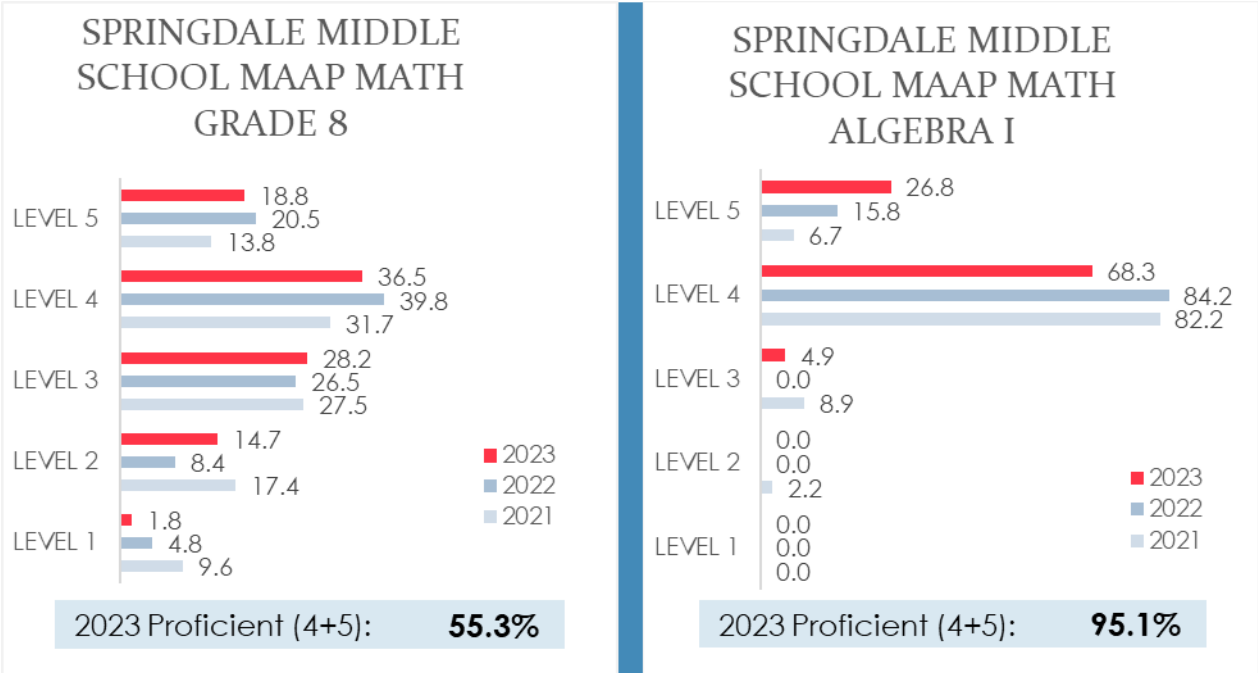 SPRINGDALE MIDDLE
SCHOOL MAAP MATH
GRADE 8
LEVEL 5
18.8
20.5
13.8
LEVEL 4
36.5
39.8
31.7
LEVEL 3
28.2
26.5
27.5
LEVEL 2
14.7
8.4
17.4
LEVEL 1
1.8
4.8
9.6
2023
2022
2021
2023 Proficient (4+5): 55.3%
SPRINGDALE MIDDLE
SCHOOL MAAP MATH
ALGEBRA I
LEVEL 5
26.8
15.8
6.7
LEVEL 4
68.3
84.2
82.2
LEVEL 3
4.9
0.0
8.9
LEVEL 2
0.0
0.0
2.2
LEVEL 1
0.0
0.0
0.0
2023
2022
2021
2023 Proficient (4+5): 95.1%